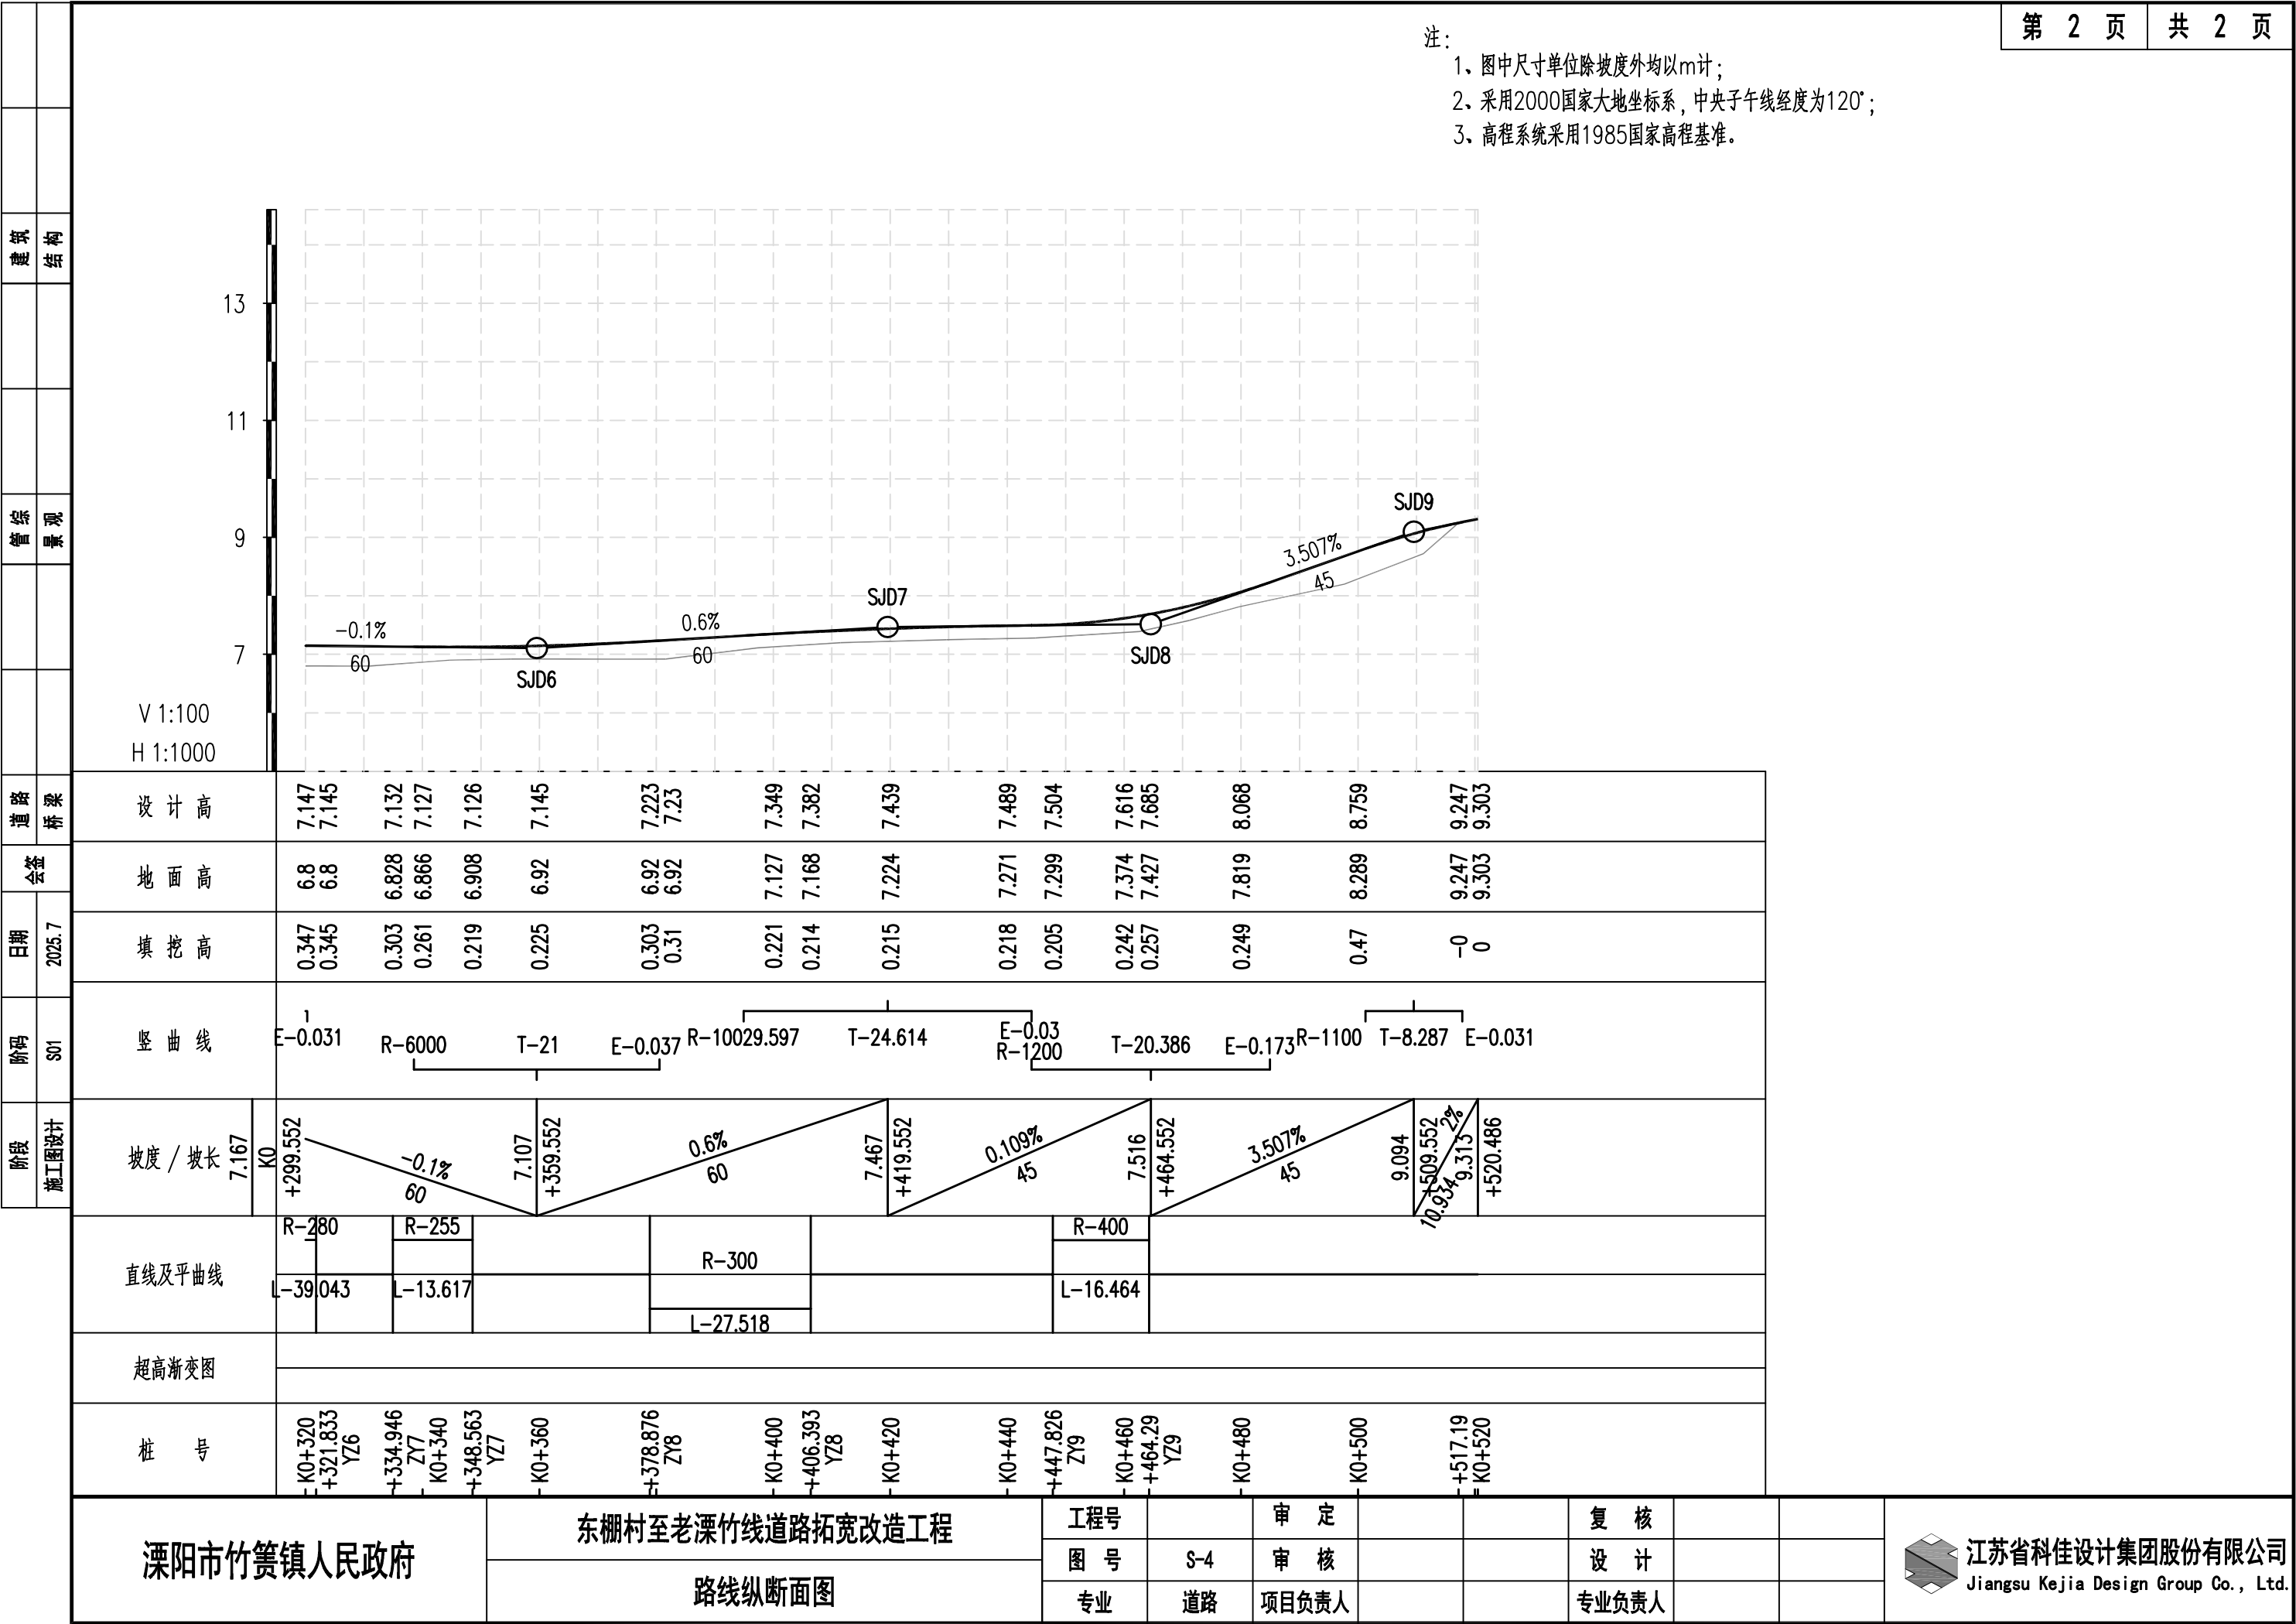 第 2 页 共 2 页
注：
1、图中尺寸单位除坡度外均以m计；
2、采用2000国家大地坐标系，中央子午线经度为120°；
3、高程系统采用1985国家高程基准。
建筑 结构
管综 景观
道路 桥梁
会签
日期 2025.7
阶码 S01
阶段 施工图设计
13
11
9
7
V 1:100
H 1:1000
-0.1%
60
SJD6
0.6%
60
SJD7
SJD8
3.507%
45
SJD9
设计高 7.147 7.145 7.132 7.127 7.126 7.145 7.223 7.23 7.349 7.382 7.439 7.489 7.504 7.616 7.685 8.068 8.759 9.247 9.303
地面高 6.8 6.8 6.828 6.866 6.908 6.92 6.92 6.92 7.127 7.168 7.224 7.271 7.299 7.374 7.427 7.819 8.289 9.247 9.303
填挖高 0.347 0.345 0.303 0.261 0.219 0.225 0.303 0.31 0.221 0.214 0.215 0.218 0.205 0.242 0.257 0.249 0.47 -0 0
竖曲线
E-0.031
R-6000 T-21 E-0.037
R-10029.597 T-24.614 E-0.03
R-1200 T-20.386 E-0.173
R-1100 T-8.287 E-0.031
坡度/坡长
7.167 K0 +299.552
-0.1% 60
7.107 +359.552
0.6% 60
7.467 +419.552
0.109% 45
7.516 +464.552
3.507% 45
9.094 +509.552
2% 10.934
9.313 +520.486
直线及平曲线
R-280 L-39.043
R-255 L-13.617
R-300 L-27.518
R-400 L-16.464
超高渐变图
桩号 K0+320 +321.833 YZ6 +334.946 ZY7 K0+340 +348.563 YZ7 K0+360 +378.876 ZY8 K0+400 +406.393 YZ8 K0+420 K0+440 +447.826 ZY9 K0+460 +464.29 YZ9 K0+480 K0+500 +517.19 K0+520
溧阳市竹箦镇人民政府
东棚村至老溧竹线道路拓宽改造工程
路线纵断面图
工程号 审定 复核
图号 S-4 审核 设计
专业 道路 项目负责人 专业负责人
江苏省科佳设计集团股份有限公司
Jiangsu Kejia Design Group Co., Ltd.